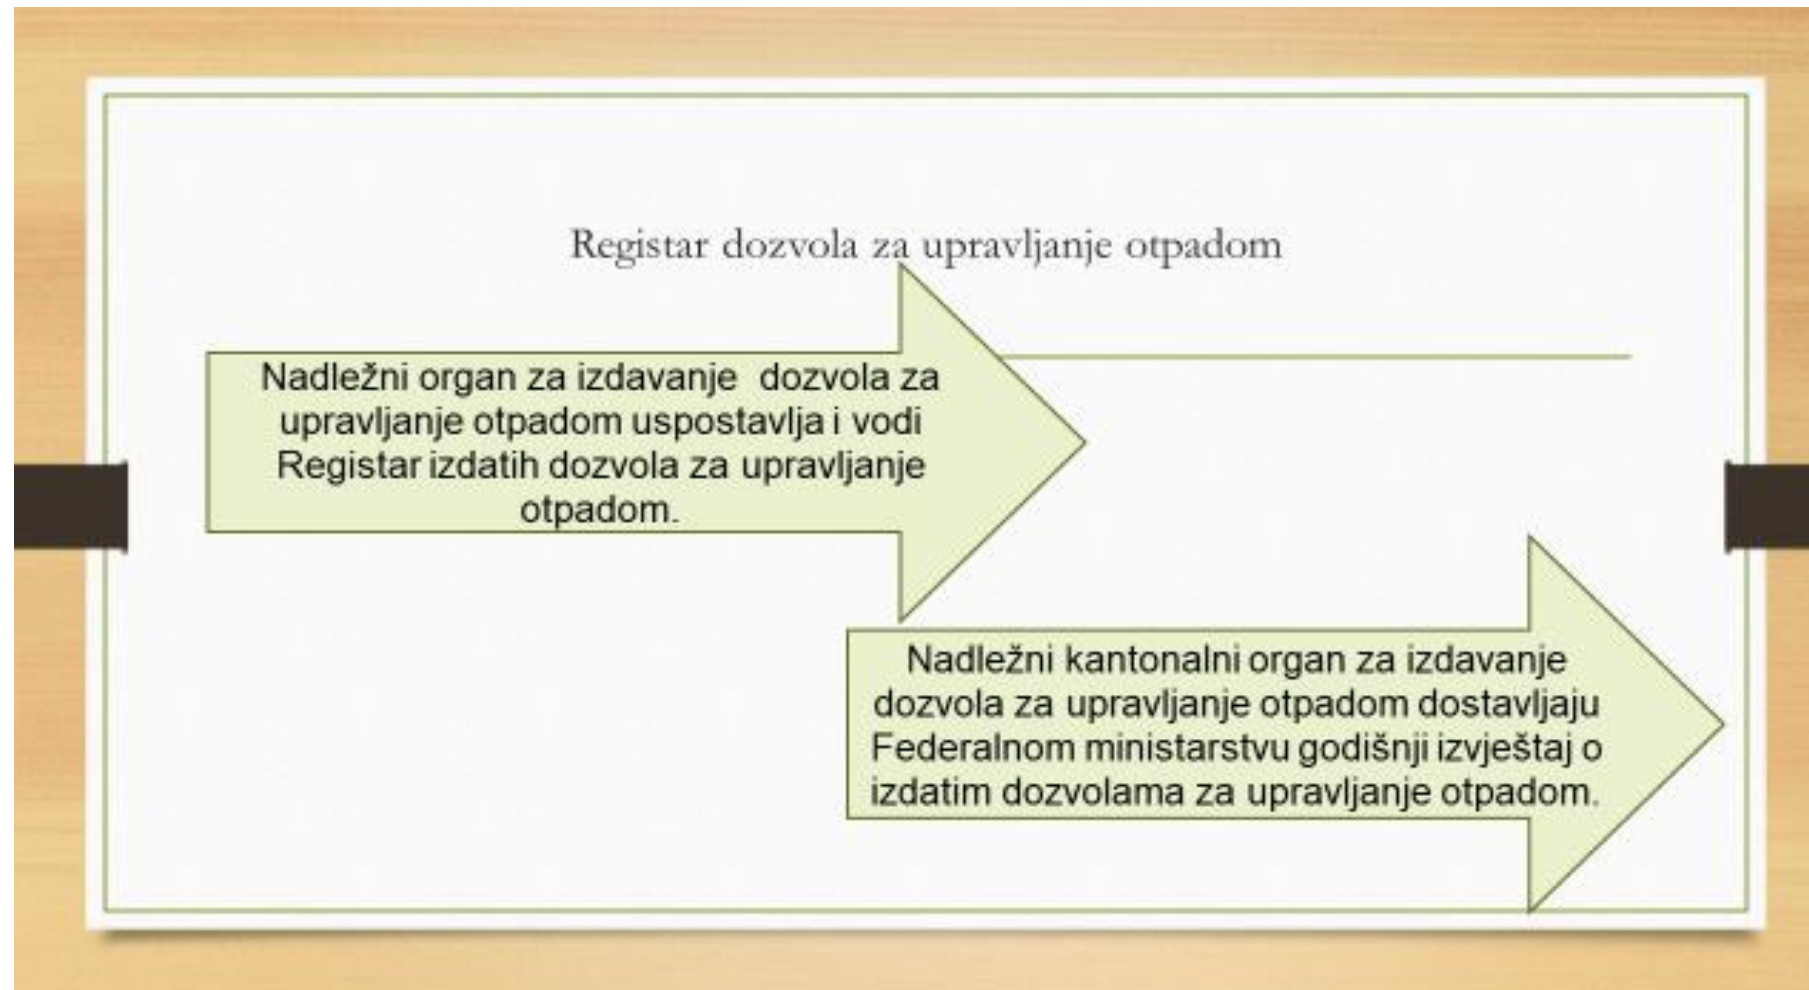 Registar dozvola za upravljanje otpadom
Nadležni organ za izdavanje dozvola za
upravljanje otpadom uspostavlja i vodi
Registar izdatih dozvola za upravljanje
otpadom.
Nadležni kantonalni organ za izdavanje
dozvola za upravljanje otpadom dostavljaju
Federalnom ministarstvu godišnji izvještaj o
izdatim dozvolama za upravljanje otpadom.